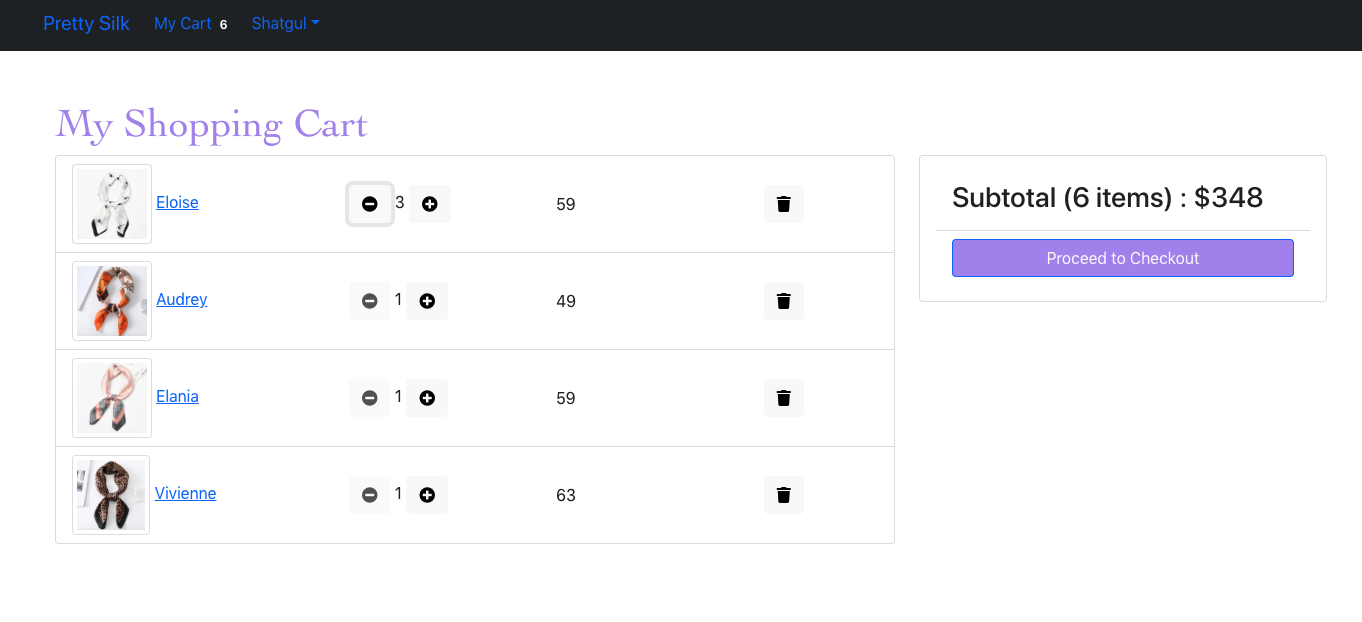 Pretty Silk My Cart 6 Shatgul
My Shopping Cart
Eloise 3 59
Audrey 1 49
Elania 1 59
Vivienne 1 63
Subtotal (6 items) : $348
Proceed to Checkout